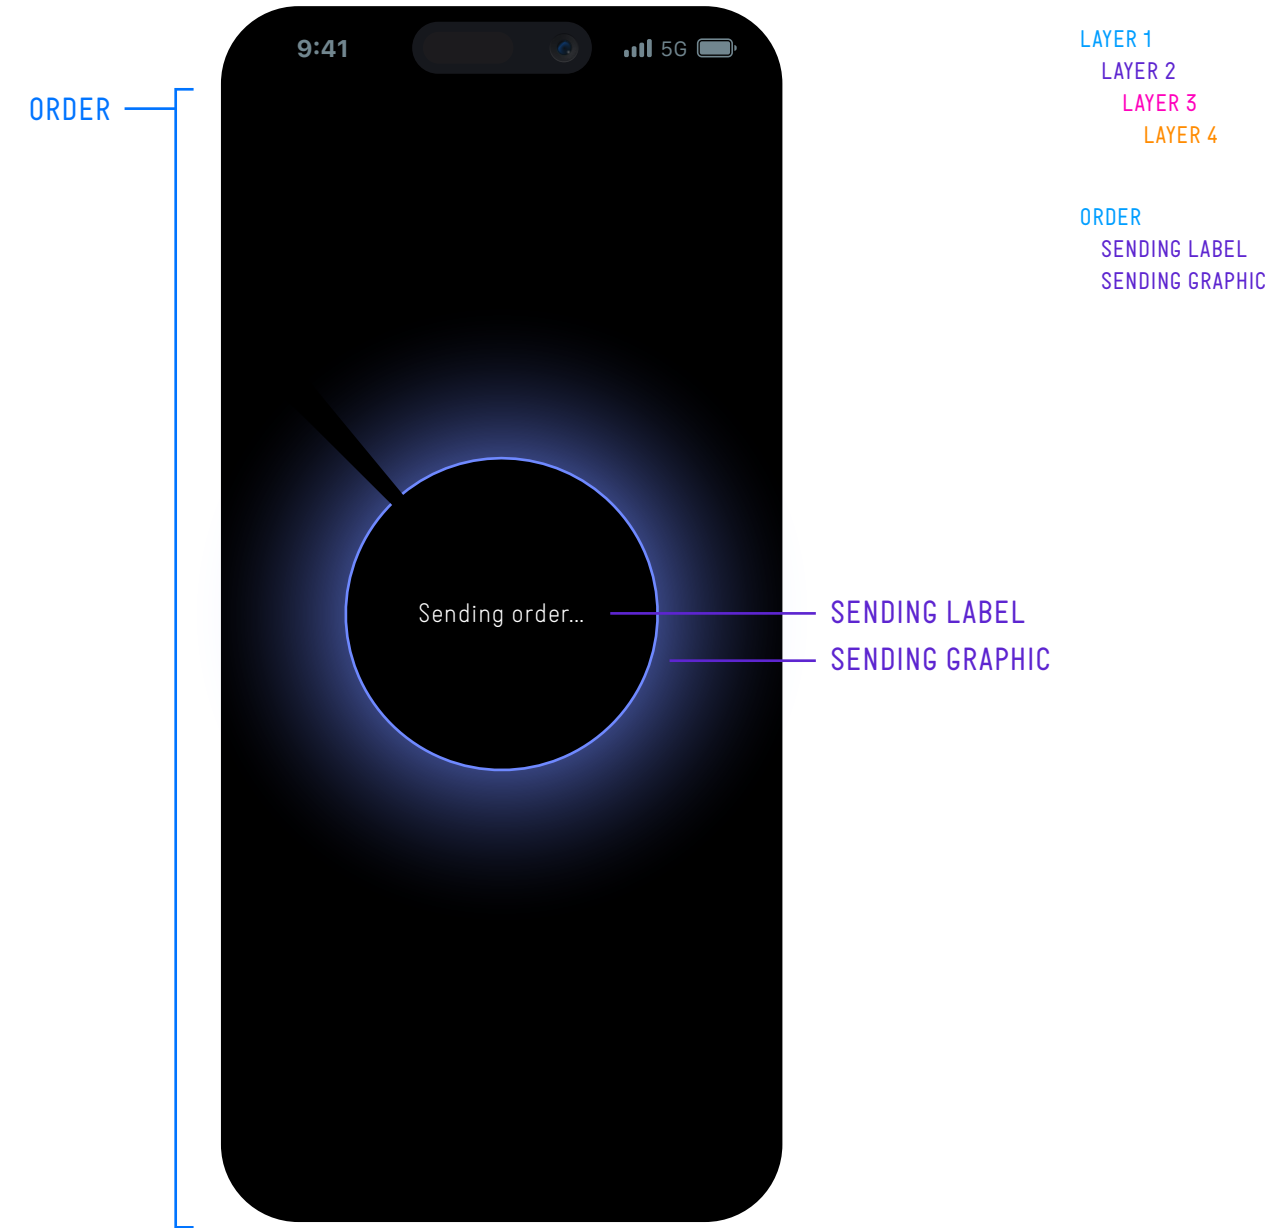 9:41
5G
ORDER
Sending order...
SENDING LABEL
SENDING GRAPHIC
LAYER 1
LAYER 2
LAYER 3
LAYER 4
ORDER
SENDING LABEL
SENDING GRAPHIC